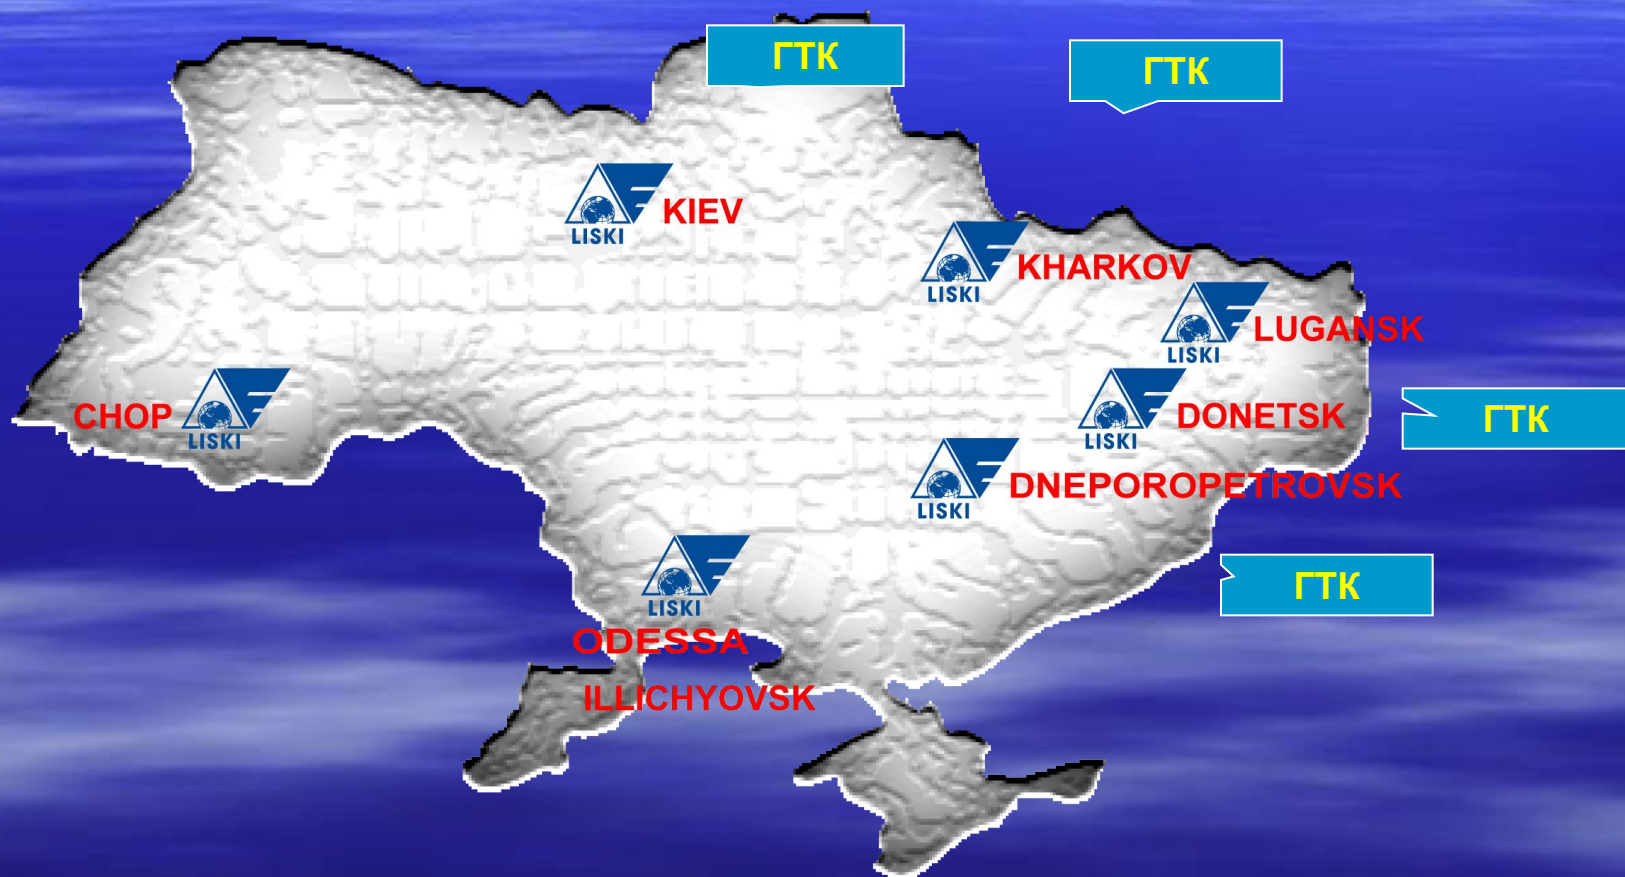 ГТК
ГТК
LISKI
KIEV
LISKI
KHARKOV
LISKI
LUGANSK
CHOP
LISKI
LISKI
DONETSK
ГТК
LISKI
DNEPOROPETROVSK
LISKI
ODESSA
ГТК
ILLICHYOVSK